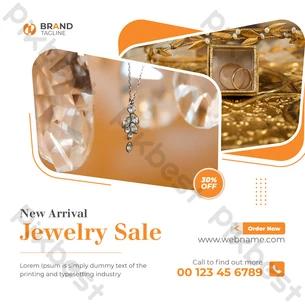 BRAND
TAGLINE
30%
OFF
New Arrival
Jewelry Sale
Order Now
www.webname.com
Lorem ipsum is simply dummy text of the
printing and typesetting industry
Call to find out more
00 123 45 6789
pikbest